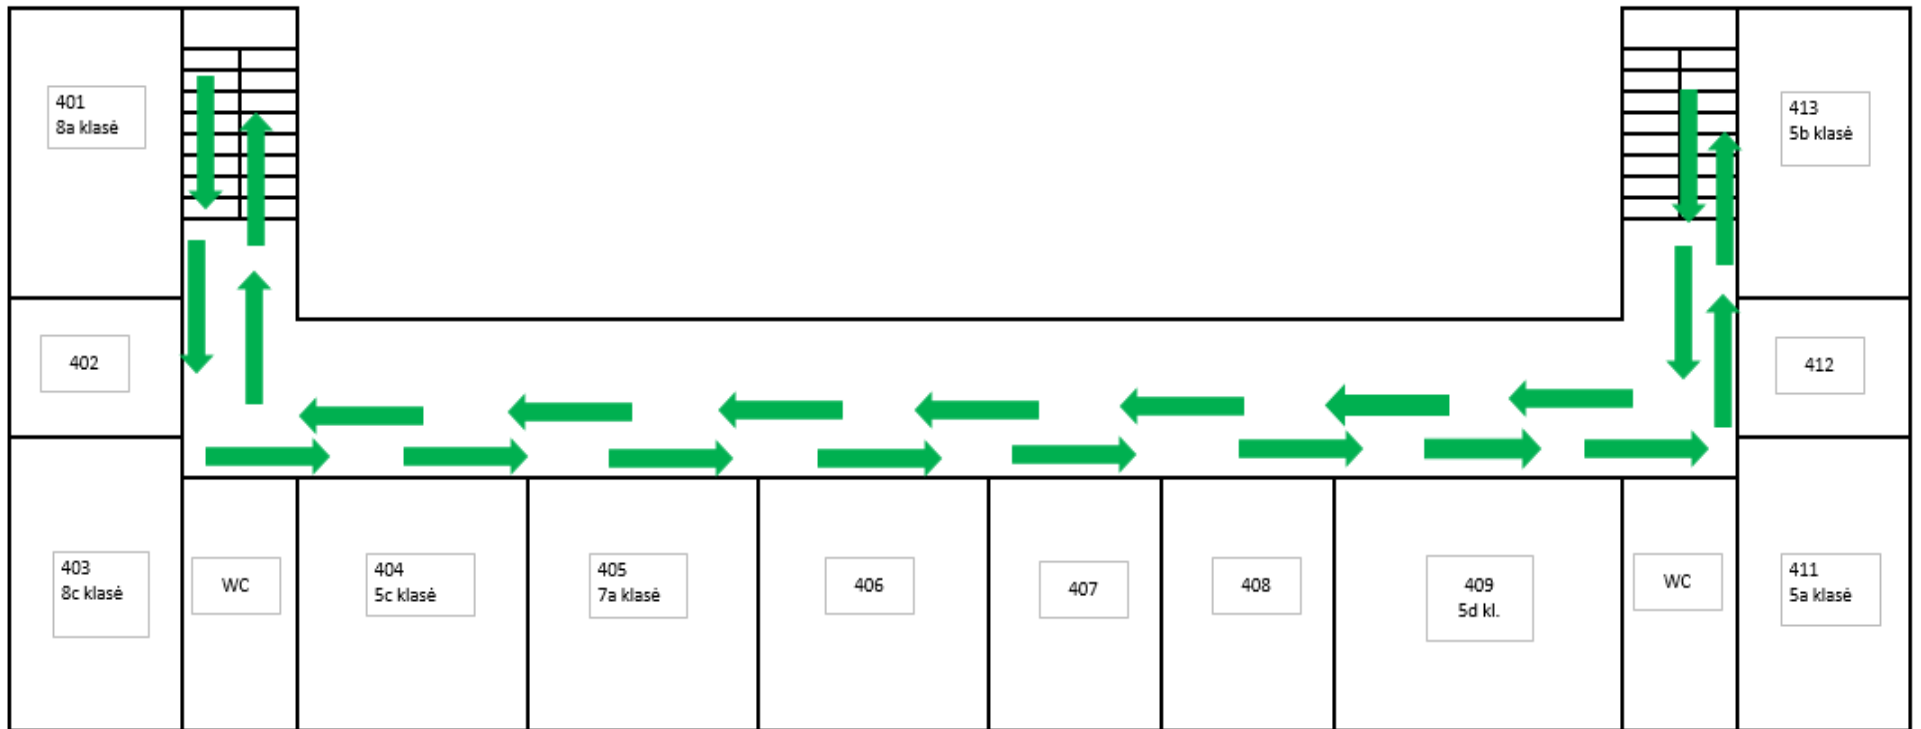 401
8a klasė
413
5b klasė
402
412
403
8c klasė
WC
404
5c klasė
405
7a klasė
406
407
408
409
5d kl.
WC
411
5a klasė